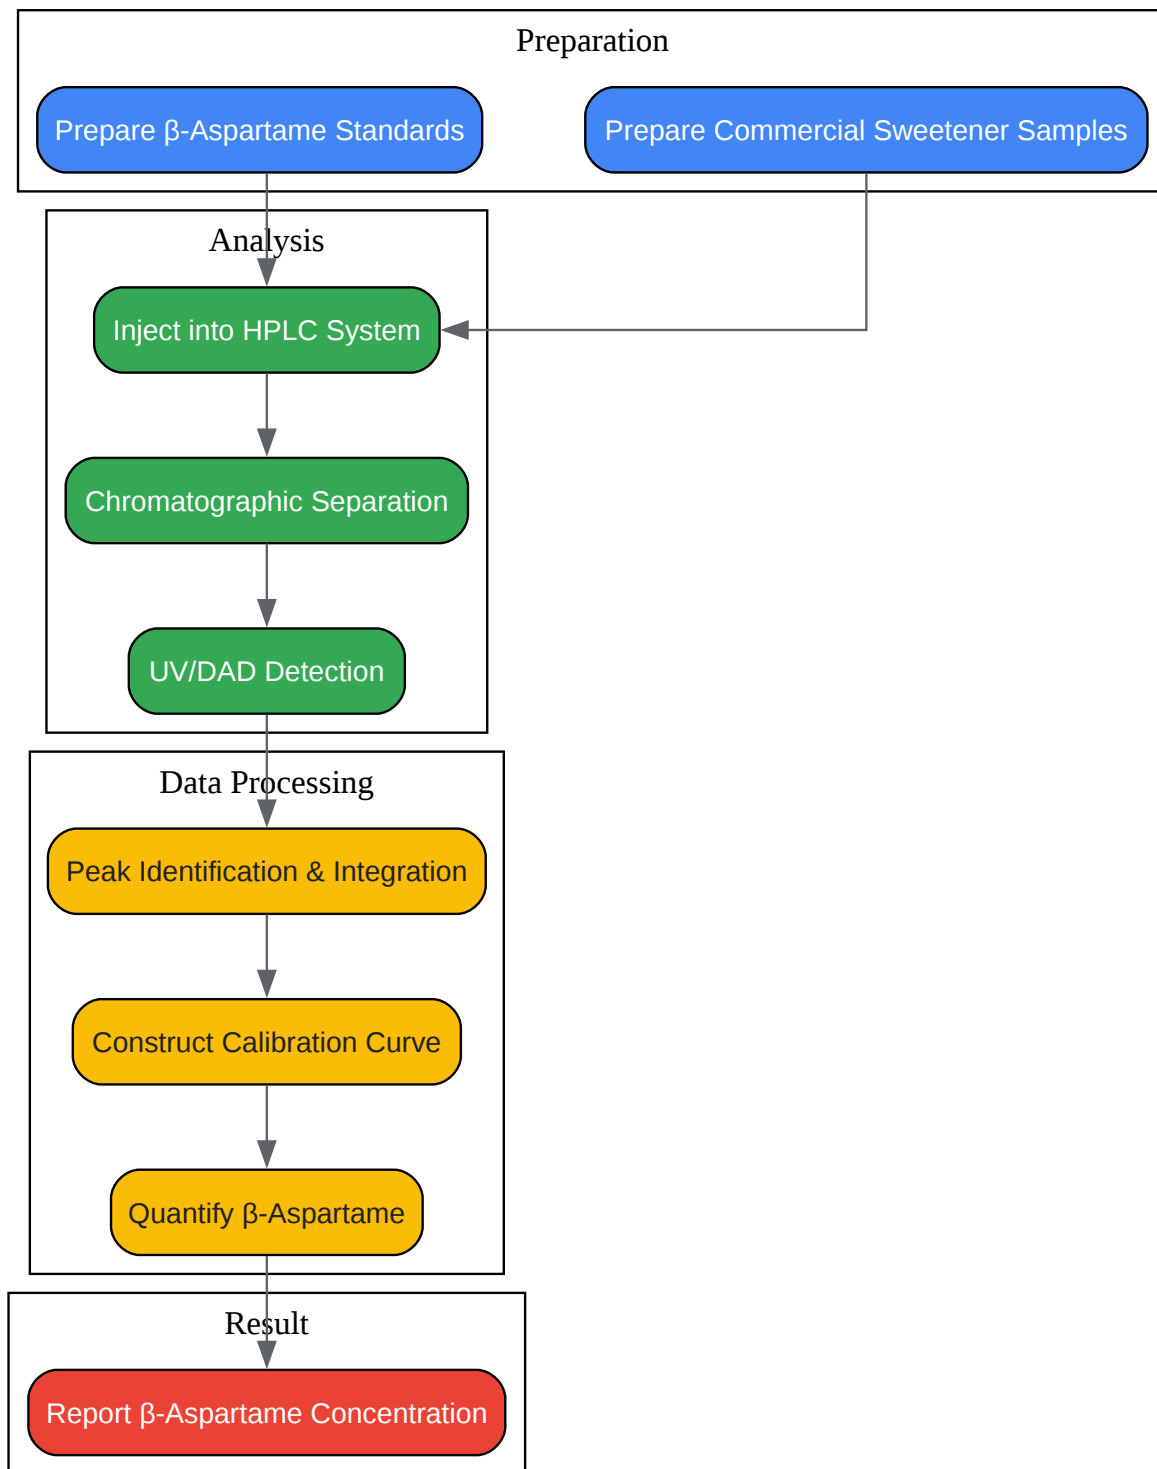 Preparation
Prepare β-Aspartame Standards
Prepare Commercial Sweetener Samples
Analysis
Inject into HPLC System
Chromatographic Separation
UV/DAD Detection
Data Processing
Peak Identification & Integration
Construct Calibration Curve
Quantify β-Aspartame
Result
Report β-Aspartame Concentration